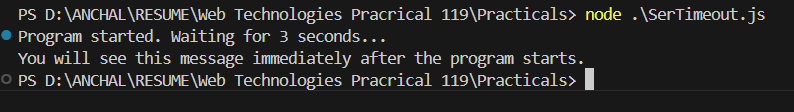 PS D:\ANCHAL\RESUME\Web Technologies Pracrical 119\Practicals> node .\SerTimeout.js
Program started. Waiting for 3 seconds...
You will see this message immediately after the program starts.
PS D:\ANCHAL\RESUME\Web Technologies Pracrical 119\Practicals>